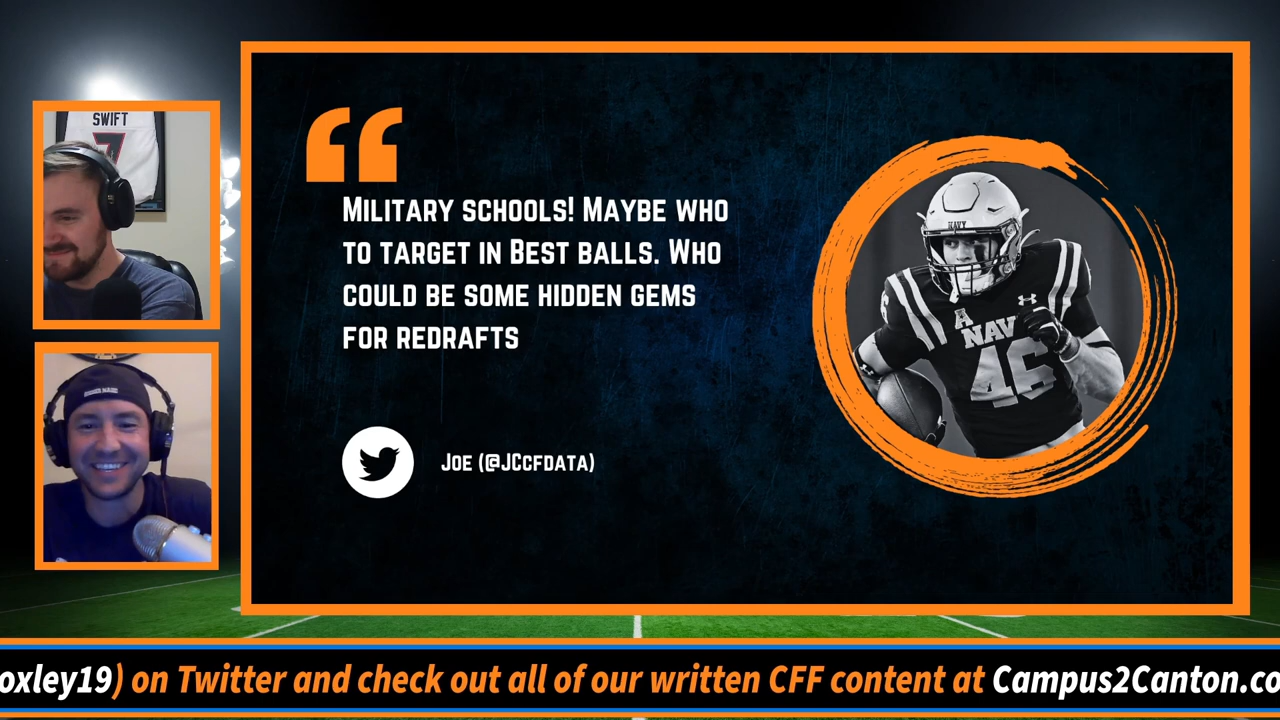 SWIFT
7
MILITARY SCHOOLS! MAYBE WHO
TO TARGET IN BEST BALLS. WHO
COULD BE SOME HIDDEN GEMS
FOR REDRAFTS
JOE (@JCCFDATA)
NAVY
A
NAVY
46
oxley19) on Twitter and check out all of our written CFF content at Campus2Canton.co